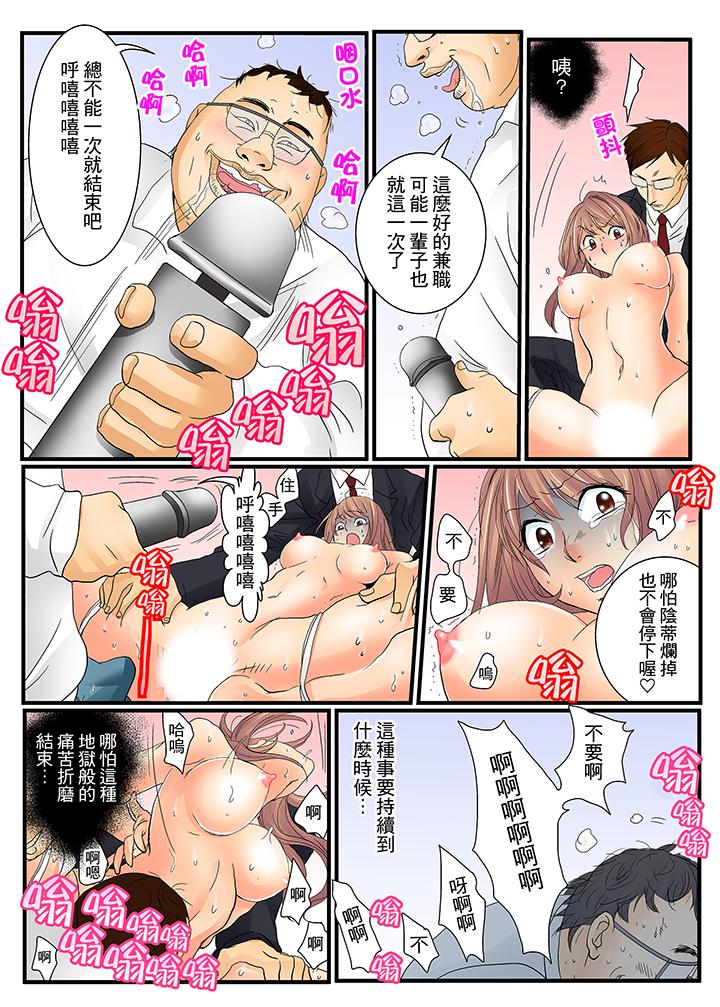 咦？
顫抖
這麼好的兼職
可能一輩子也
就這一次了
嗯口水
哈啊
哈啊
哈啊
哈啊
總不能一次就結束吧
呼嘻嘻嘻嘻
嗡
嗡
嗡
嗡
嗡
嗡
嗡
嗡
不
哪怕陰蒂爛掉
也不會停下喔♡
不
要
嗚
嗡
住
手
呼嘻嘻嘻嘻
嗡
嗡
不要啊
嗡
嗡
嗡
啊啊啊啊啊啊
這種事要持續到
什麼時候…
呀啊啊
不
嗡
啊啊
嗡
哈嗚
哪怕這種
地獄般的
痛苦折磨
結束…
啊
啊
啊
啊嗯
啊
嗡
嗡
嗡
嗡
嗡
嗡
嗡
嗡